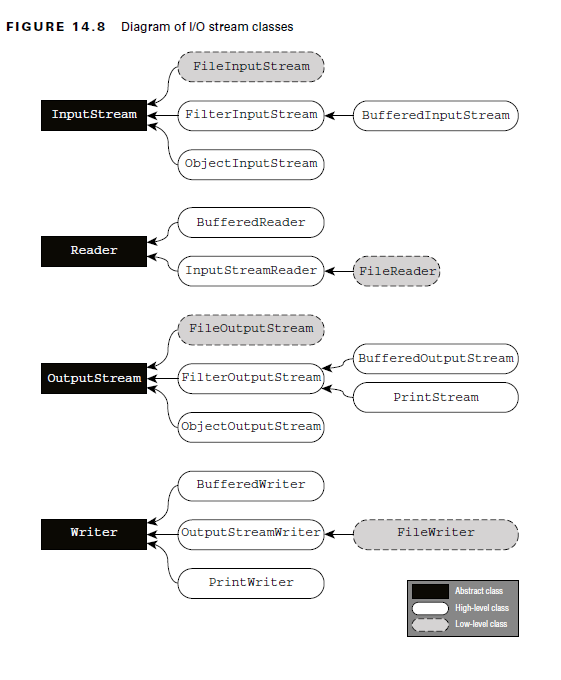 FIGURE 14.8 Diagram of I/O stream classes
FileInputStream
InputStream
FilterInputStream
BufferedInputStream
ObjectInputStream
BufferedReader
Reader
InputStreamReader
FileReader
FileOutputStream
BufferedOutputStream
OutputStream
FilterOutputStream
PrintStream
ObjectOutputStream
BufferedWriter
Writer
OutputStreamWriter
FileWriter
PrintWriter
Abstract class
High-level class
Low-level class